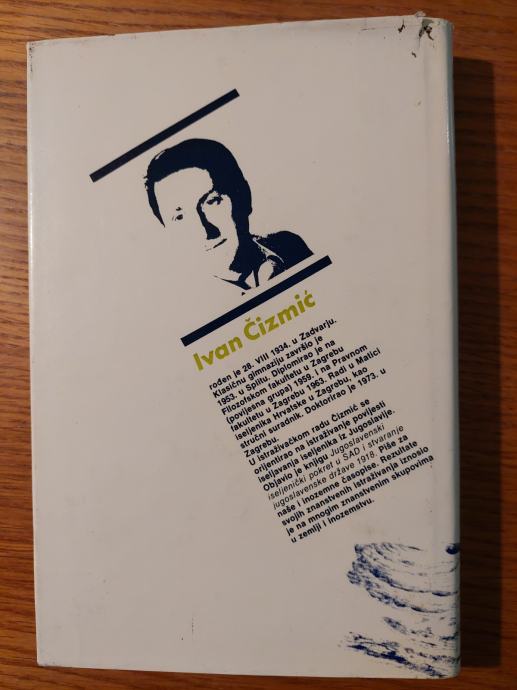 Ivan Čizmić
rođen je 28. VIII 1934. u Zadvarju.
Klasičnu gimnaziju završio je
1953. u Splitu. Diplomirao je na
Filozofskom fakultetu u Zagrebu
(povijesna grupa) 1959. i na Pravnom
fakultetu u Zagrebu 1963. Radi u Matici
iseljenika Hrvatske u Zagrebu, kao
stručni suradnik. Doktorirao je 1973. u
Zagrebu.
U istraživačkom radu Čizmić se
orijentirao na istraživanje povijesti
iseljavanja iseljenika iz Jugoslavije.
Objavio je knjigu Jugoslavenski
iseljenički pokret u SAD i stvaranje
jugoslavenske države 1918. Piše za
naše i inozemne časopise. Rezultate
svojih znanstvenih istraživanja iznosio
je na mnogim znanstvenim skupovima
u zemlji i inozemstvu.